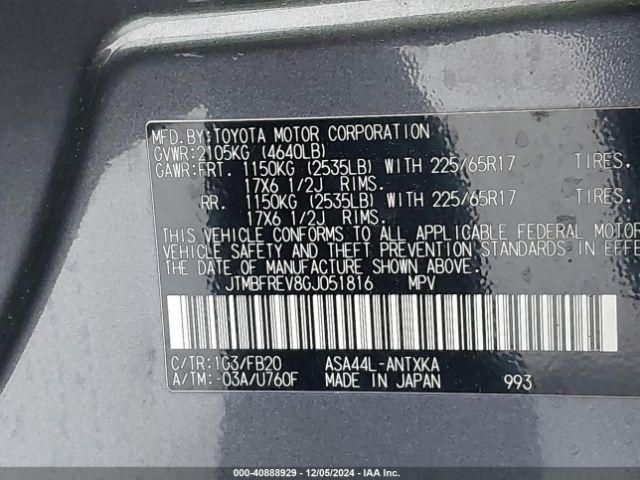 MFD.BY:TOYOTA MOTOR CORPORATION
GVWR:2105KG (4640LB)
GAWR:FRT. 1150KG (2535LB) WITH 225/65R17 TIRES.
17X6 1/2J RIMS.
RR. 1150KG (2535LB) WITH 225/65R17 TIRES.
17X6 1/2J RIMS.
THIS VEHICLE CONFORMS TO ALL APPLICABLE FEDERAL MOTOR
VEHICLE SAFETY AND THEFT PREVENTION STANDARDS IN EFFE
THE DATE OF MANUFACTURE SHOWN ABOVE.
JTMBFREV8GJ051816 MPV
C/TR:1G3/FB20 ASA44L-ANTXKA
A/TM:-03A/U760F MADE IN JAPAN 993
000-40888929 / 12/05/2024 - IAA Inc.